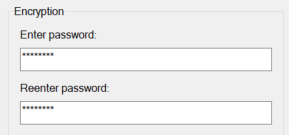 Encryption
Enter password:
********
Reenter password:
********